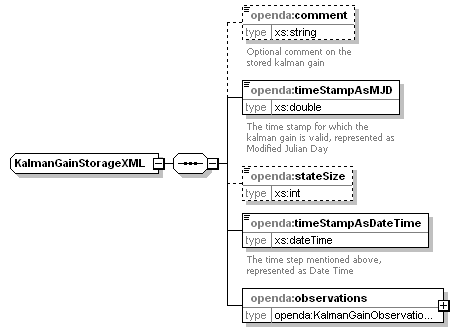 openda:comment
type xs:string
Optional comment on the
stored kalman gain
openda:timeStampAsMJD
type xs:double
The time stamp for which the
kalman gain is valid, represented as
Modified Julian Day
KalmanGainStorageXML
openda:stateSize
type xs:int
openda:timeStampAsDateTime
type xs:dateTime
The time step mentioned above,
represented as Date Time
openda:observations
type openda:KalmanGainObservatio...